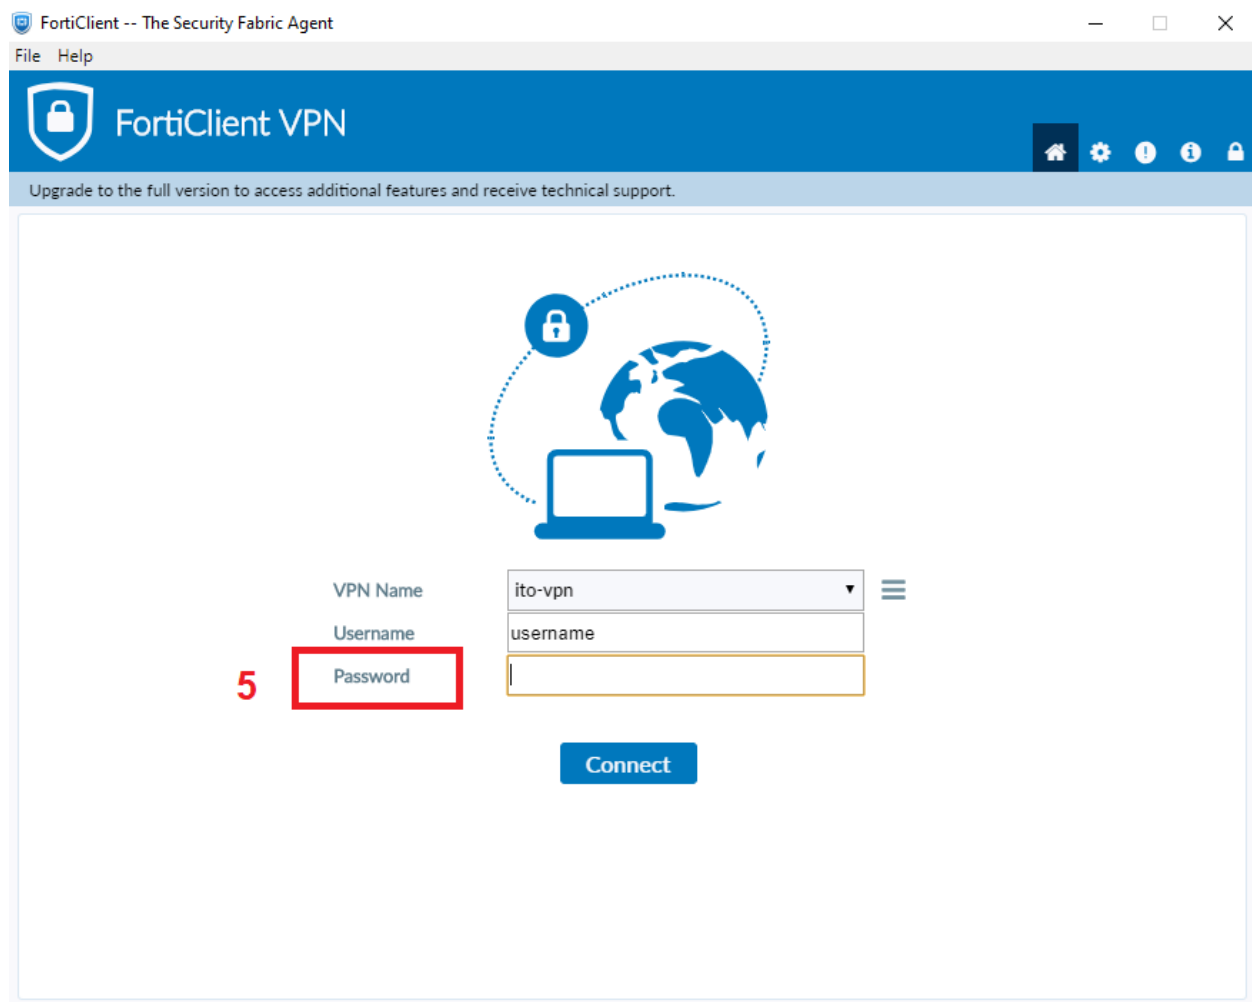 FortiClient -- The Security Fabric Agent
File Help
FortiClient VPN
Upgrade to the full version to access additional features and receive technical support.
VPN Name ito-vpn
Username username
5 Password
Connect